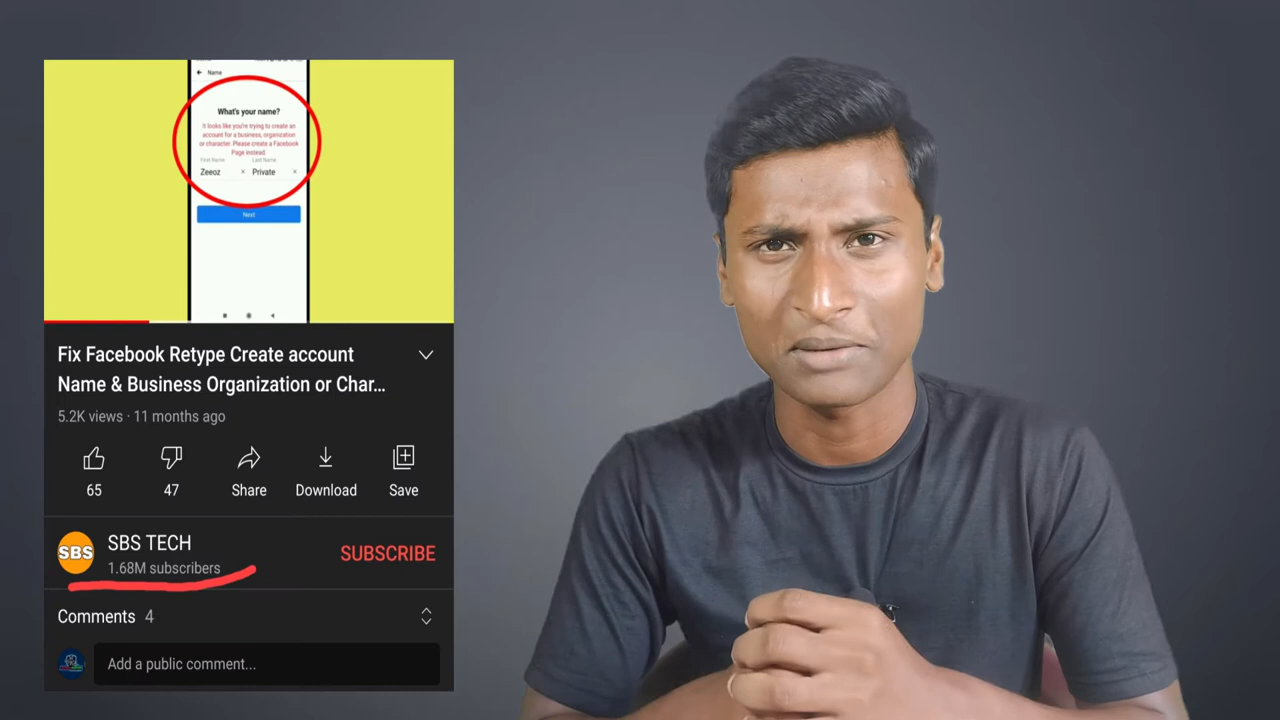 Name
What's your name?
It looks like you're trying to create an
account for a business, organization
or character. Please create a Facebook
Page instead.
First Name Last Name
Zeeoz × Private ×
Next
Fix Facebook Retype Create account
Name & Business Organization or Char...
5.2K views · 11 months ago
65 47 Share Download Save
SBS SBS TECH
1.68M subscribers
SUBSCRIBE
Comments 4
Add a public comment...